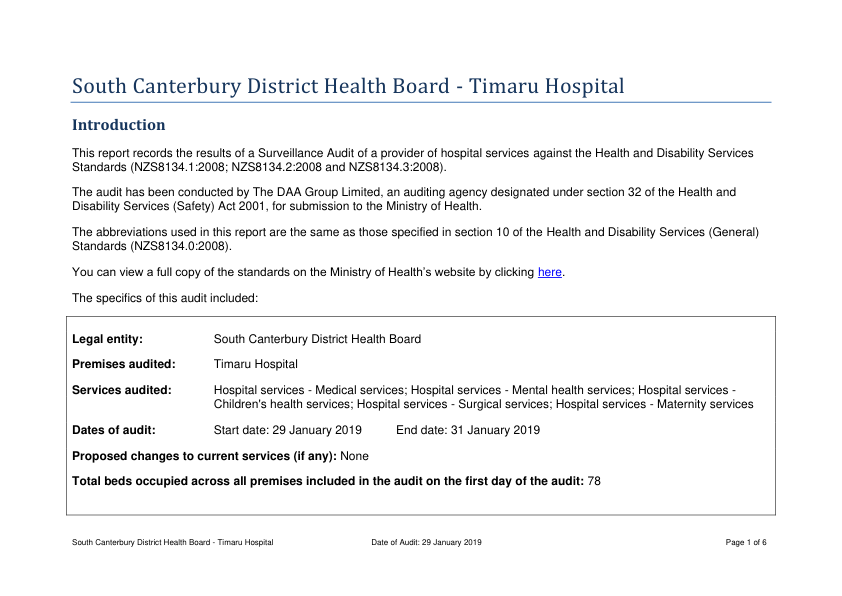 South Canterbury District Health Board - Timaru Hospital
Introduction
This report records the results of a Surveillance Audit of a provider of hospital services against the Health and Disability Services
Standards (NZS8134.1:2008; NZS8134.2:2008 and NZS8134.3:2008).
The audit has been conducted by The DAA Group Limited, an auditing agency designated under section 32 of the Health and
Disability Services (Safety) Act 2001, for submission to the Ministry of Health.
The abbreviations used in this report are the same as those specified in section 10 of the Health and Disability Services (General)
Standards (NZS8134.0:2008).
You can view a full copy of the standards on the Ministry of Health's website by clicking here.
The specifics of this audit included:
Legal entity: South Canterbury District Health Board
Premises audited: Timaru Hospital
Services audited: Hospital services - Medical services; Hospital services - Mental health services; Hospital services -
Children's health services; Hospital services - Surgical services; Hospital services - Maternity services
Dates of audit: Start date: 29 January 2019 End date: 31 January 2019
Proposed changes to current services (if any): None
Total beds occupied across all premises included in the audit on the first day of the audit: 78
South Canterbury District Health Board - Timaru Hospital Date of Audit: 29 January 2019 Page 1 of 6